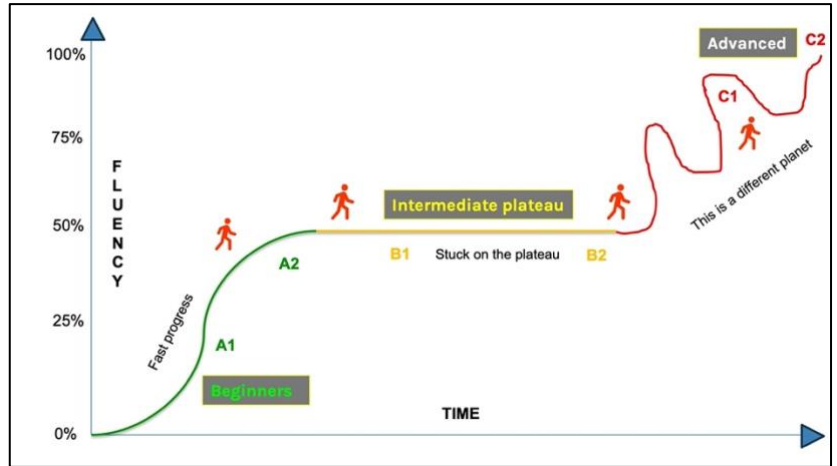 100%
75%
50%
25%
0%
FLUENCY
Fast progress
A1
A2
Beginners
TIME
Intermediate plateau
B1
Stuck on the plateau
B2
Advanced
C1
C2
This is a different planet